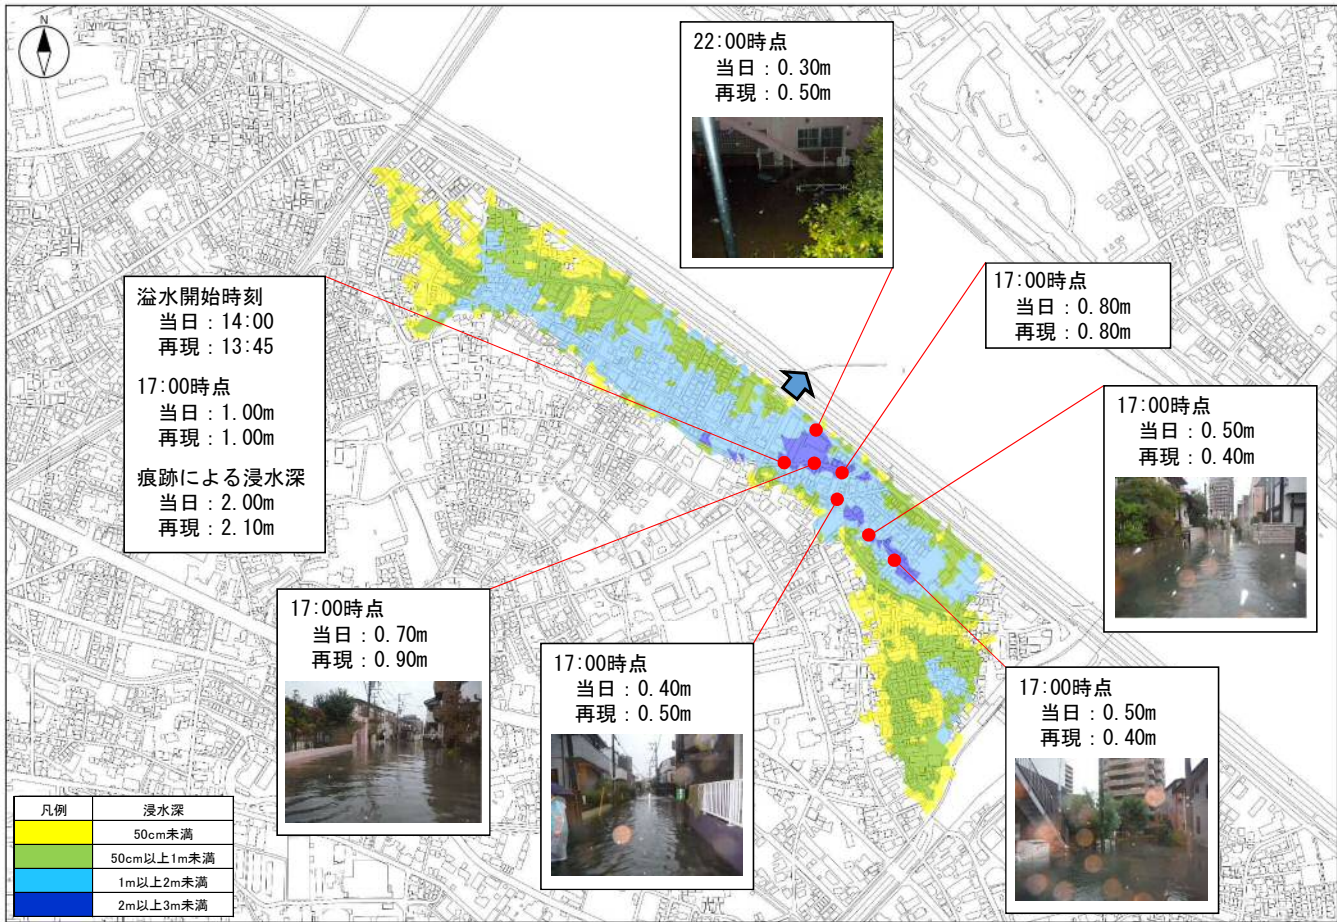 N
22:00時点
当日：0.30m
再現：0.50m
17:00時点
当日：0.80m
再現：0.80m
溢水開始時刻
当日：14:00
再現：13:45
17:00時点
当日：1.00m
再現：1.00m
痕跡による浸水深
当日：2.00m
再現：2.10m
17:00時点
当日：0.50m
再現：0.40m
17:00時点
当日：0.70m
再現：0.90m
17:00時点
当日：0.40m
再現：0.50m
17:00時点
当日：0.50m
再現：0.40m
凡例 浸水深
50cm未満
50cm以上1m未満
1m以上2m未満
2m以上3m未満